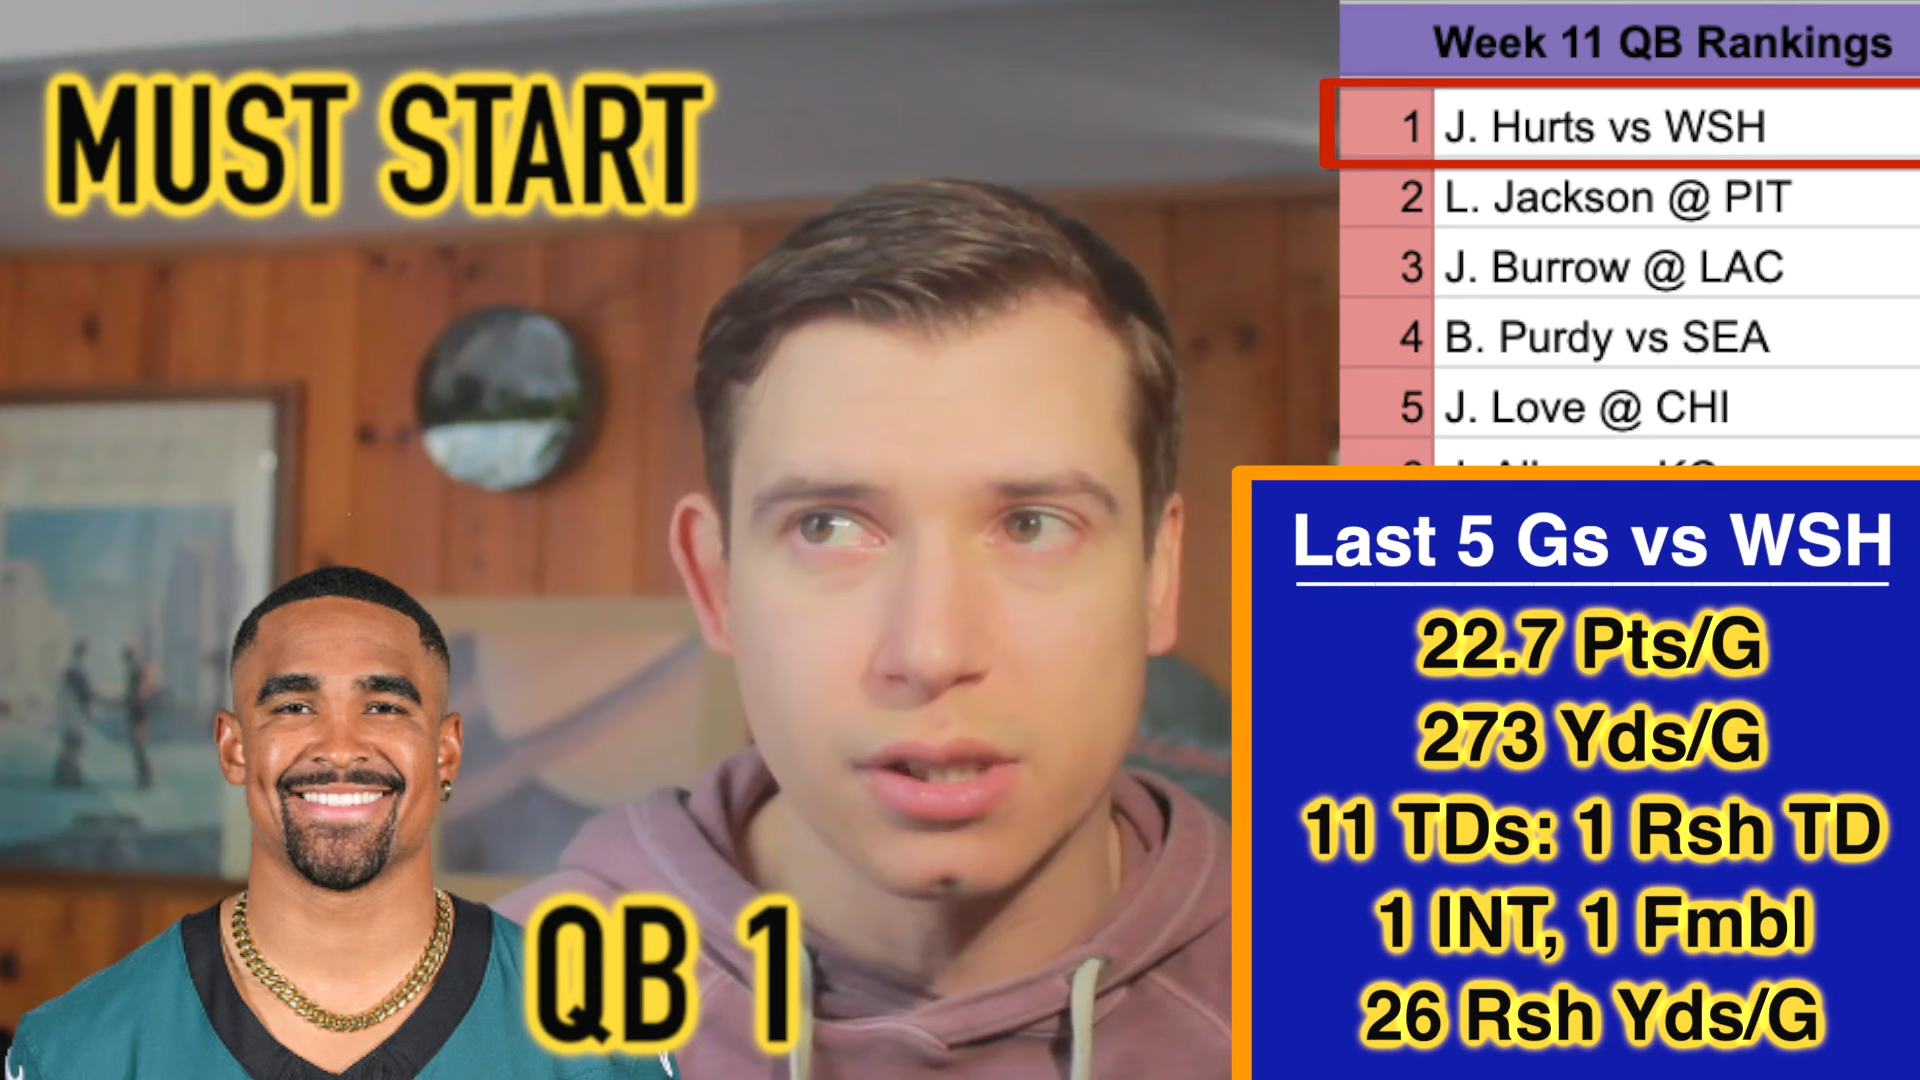 MUST START
QB 1
Week 11 QB Rankings
1 J. Hurts vs WSH
2 L. Jackson @ PIT
3 J. Burrow @ LAC
4 B. Purdy vs SEA
5 J. Love @ CHI
Last 5 Gs vs WSH
22.7 Pts/G
273 Yds/G
11 TDs: 1 Rsh TD
1 INT, 1 Fmbl
26 Rsh Yds/G